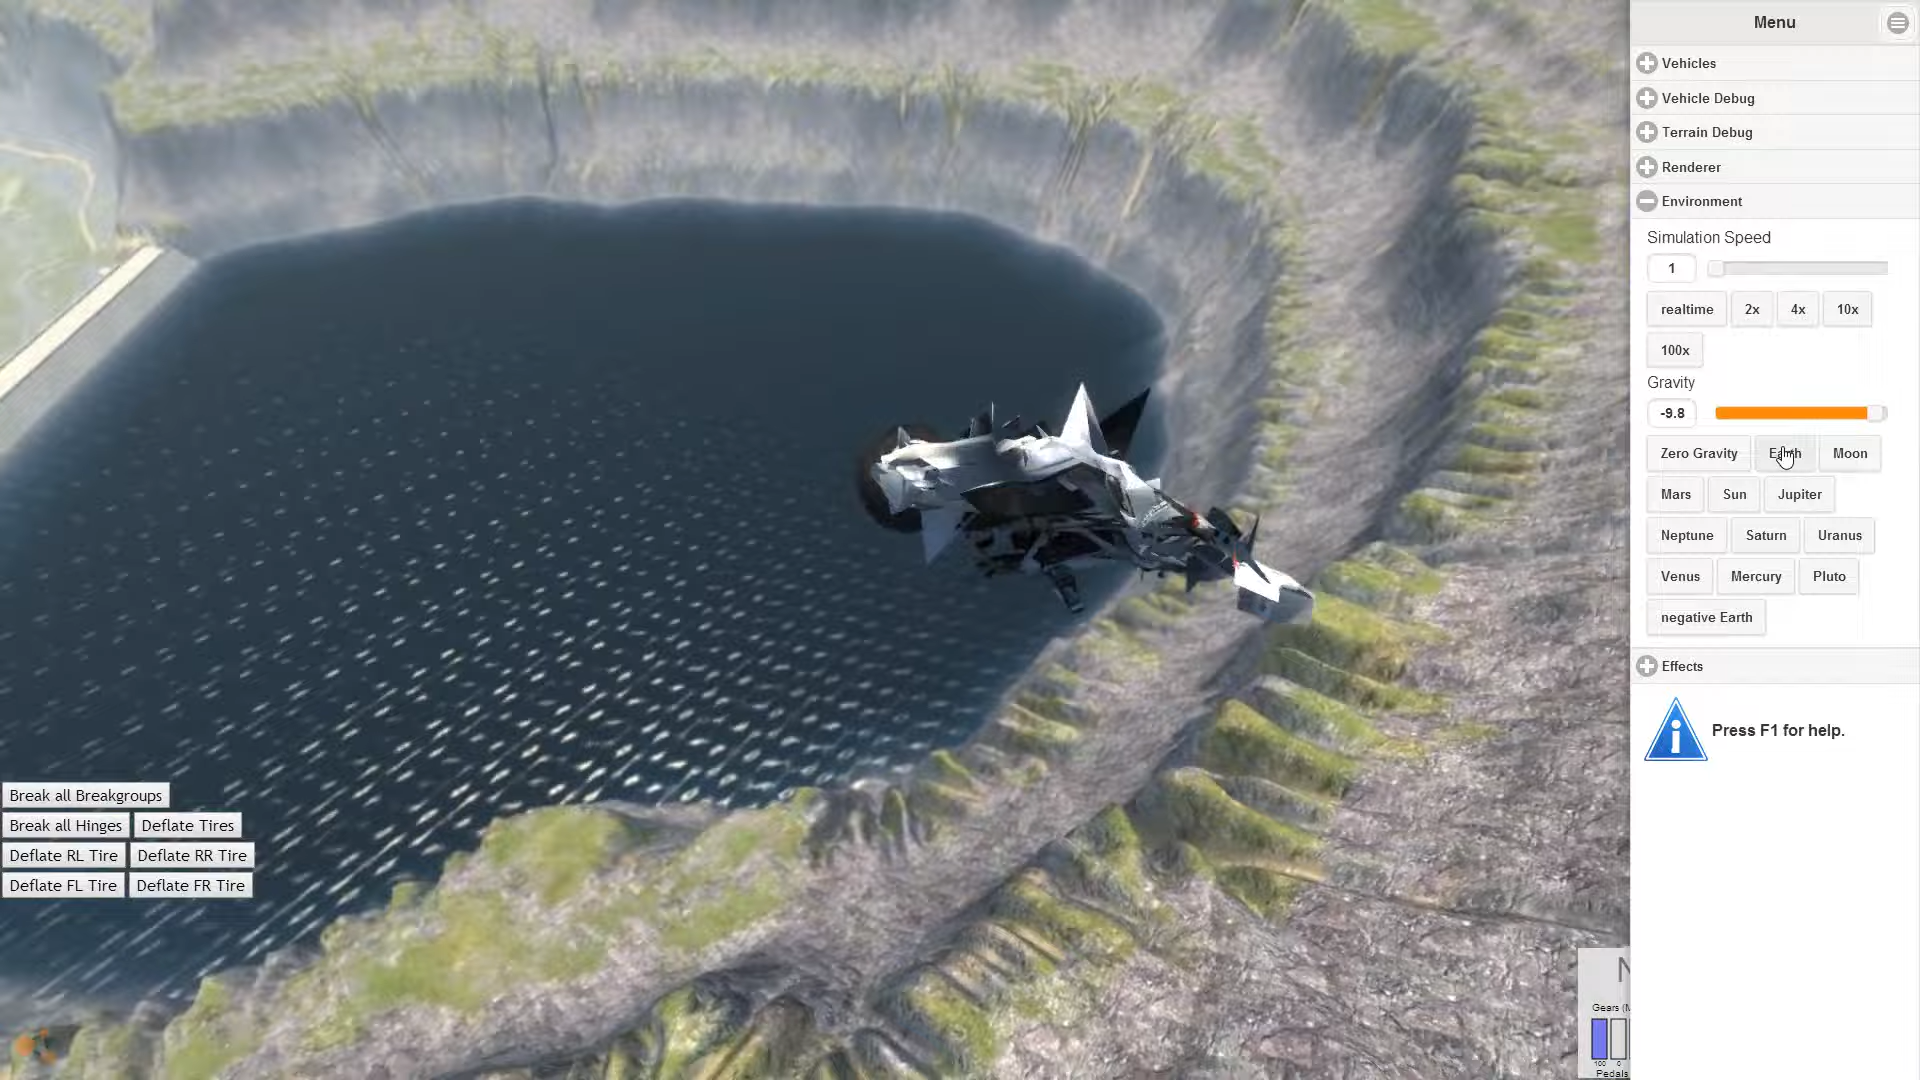 Menu
Vehicles
Vehicle Debug
Terrain Debug
Renderer
Environment
Simulation Speed
1
realtime 2x 4x 10x
100x
Gravity
-9.8
Zero Gravity Earth Moon
Mars Sun Jupiter
Neptune Saturn Uranus
Venus Mercury Pluto
negative Earth
Effects
Press F1 for help.
Break all Breakgroups
Break all Hinges Deflate Tires
Deflate RL Tire Deflate RR Tire
Deflate FL Tire Deflate FR Tire
N
Gears (M
100 0
Pedals